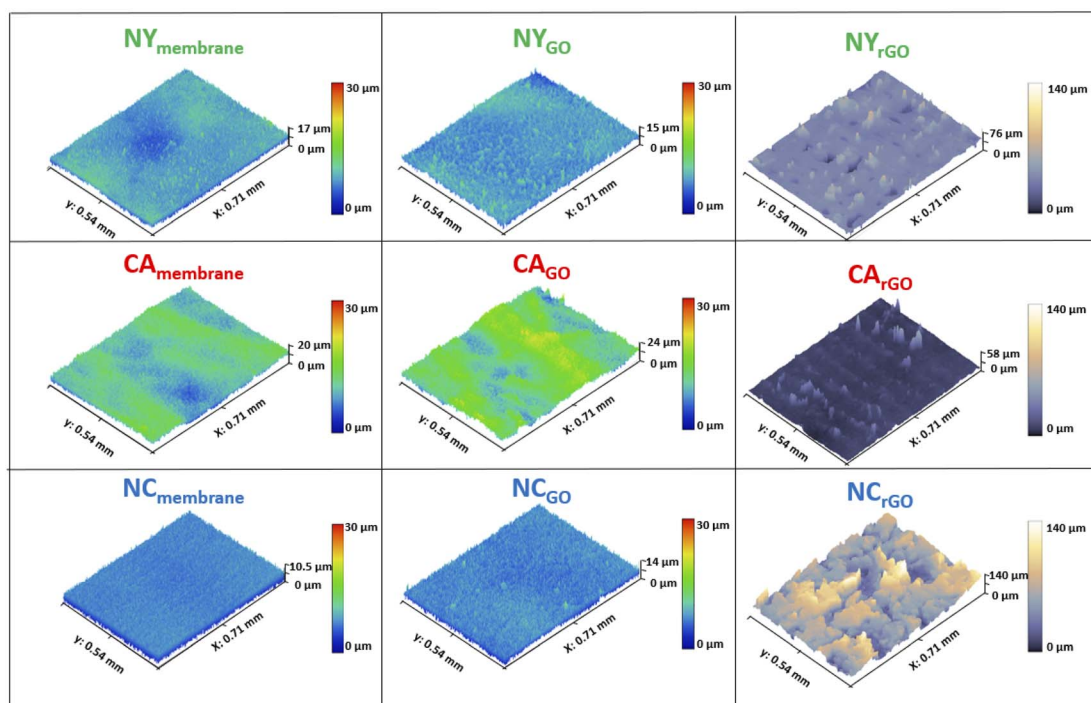 NYmembrane
30 µm
17 µm
0 µm
0 µm
y: 0.54 mm
X: 0.71 mm
NYGO
30 µm
15 µm
0 µm
0 µm
y: 0.54 mm
X: 0.71 mm
NYrGO
140 µm
76 µm
0 µm
0 µm
y: 0.54 mm
X: 0.71 mm
CAmembrane
30 µm
20 µm
0 µm
0 µm
y: 0.54 mm
X: 0.71 mm
CAGO
30 µm
24 µm
0 µm
0 µm
y: 0.54 mm
X: 0.71 mm
CArGO
140 µm
58 µm
0 µm
0 µm
y: 0.54 mm
X: 0.71 mm
NCmembrane
30 µm
10.5 µm
0 µm
0 µm
y: 0.54 mm
X: 0.71 mm
NCGO
30 µm
14 µm
0 µm
0 µm
y: 0.54 mm
X: 0.71 mm
NCrGO
140 µm
140 µm
0 µm
0 µm
y: 0.54 mm
X: 0.71 mm